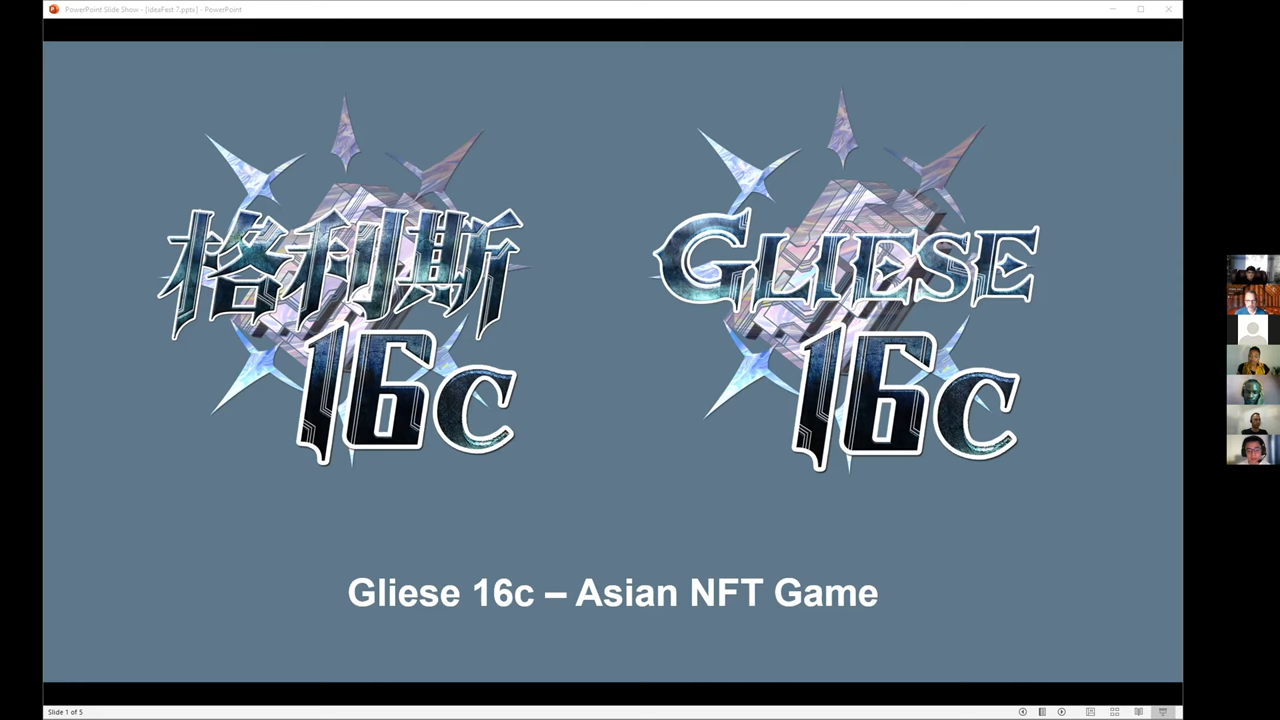 PowerPoint Slide Show - [IdeaFest 7.pptx] - PowerPoint
格利斯
16c
GLIESE
16c
Gliese 16c – Asian NFT Game
Slide 1 of 5